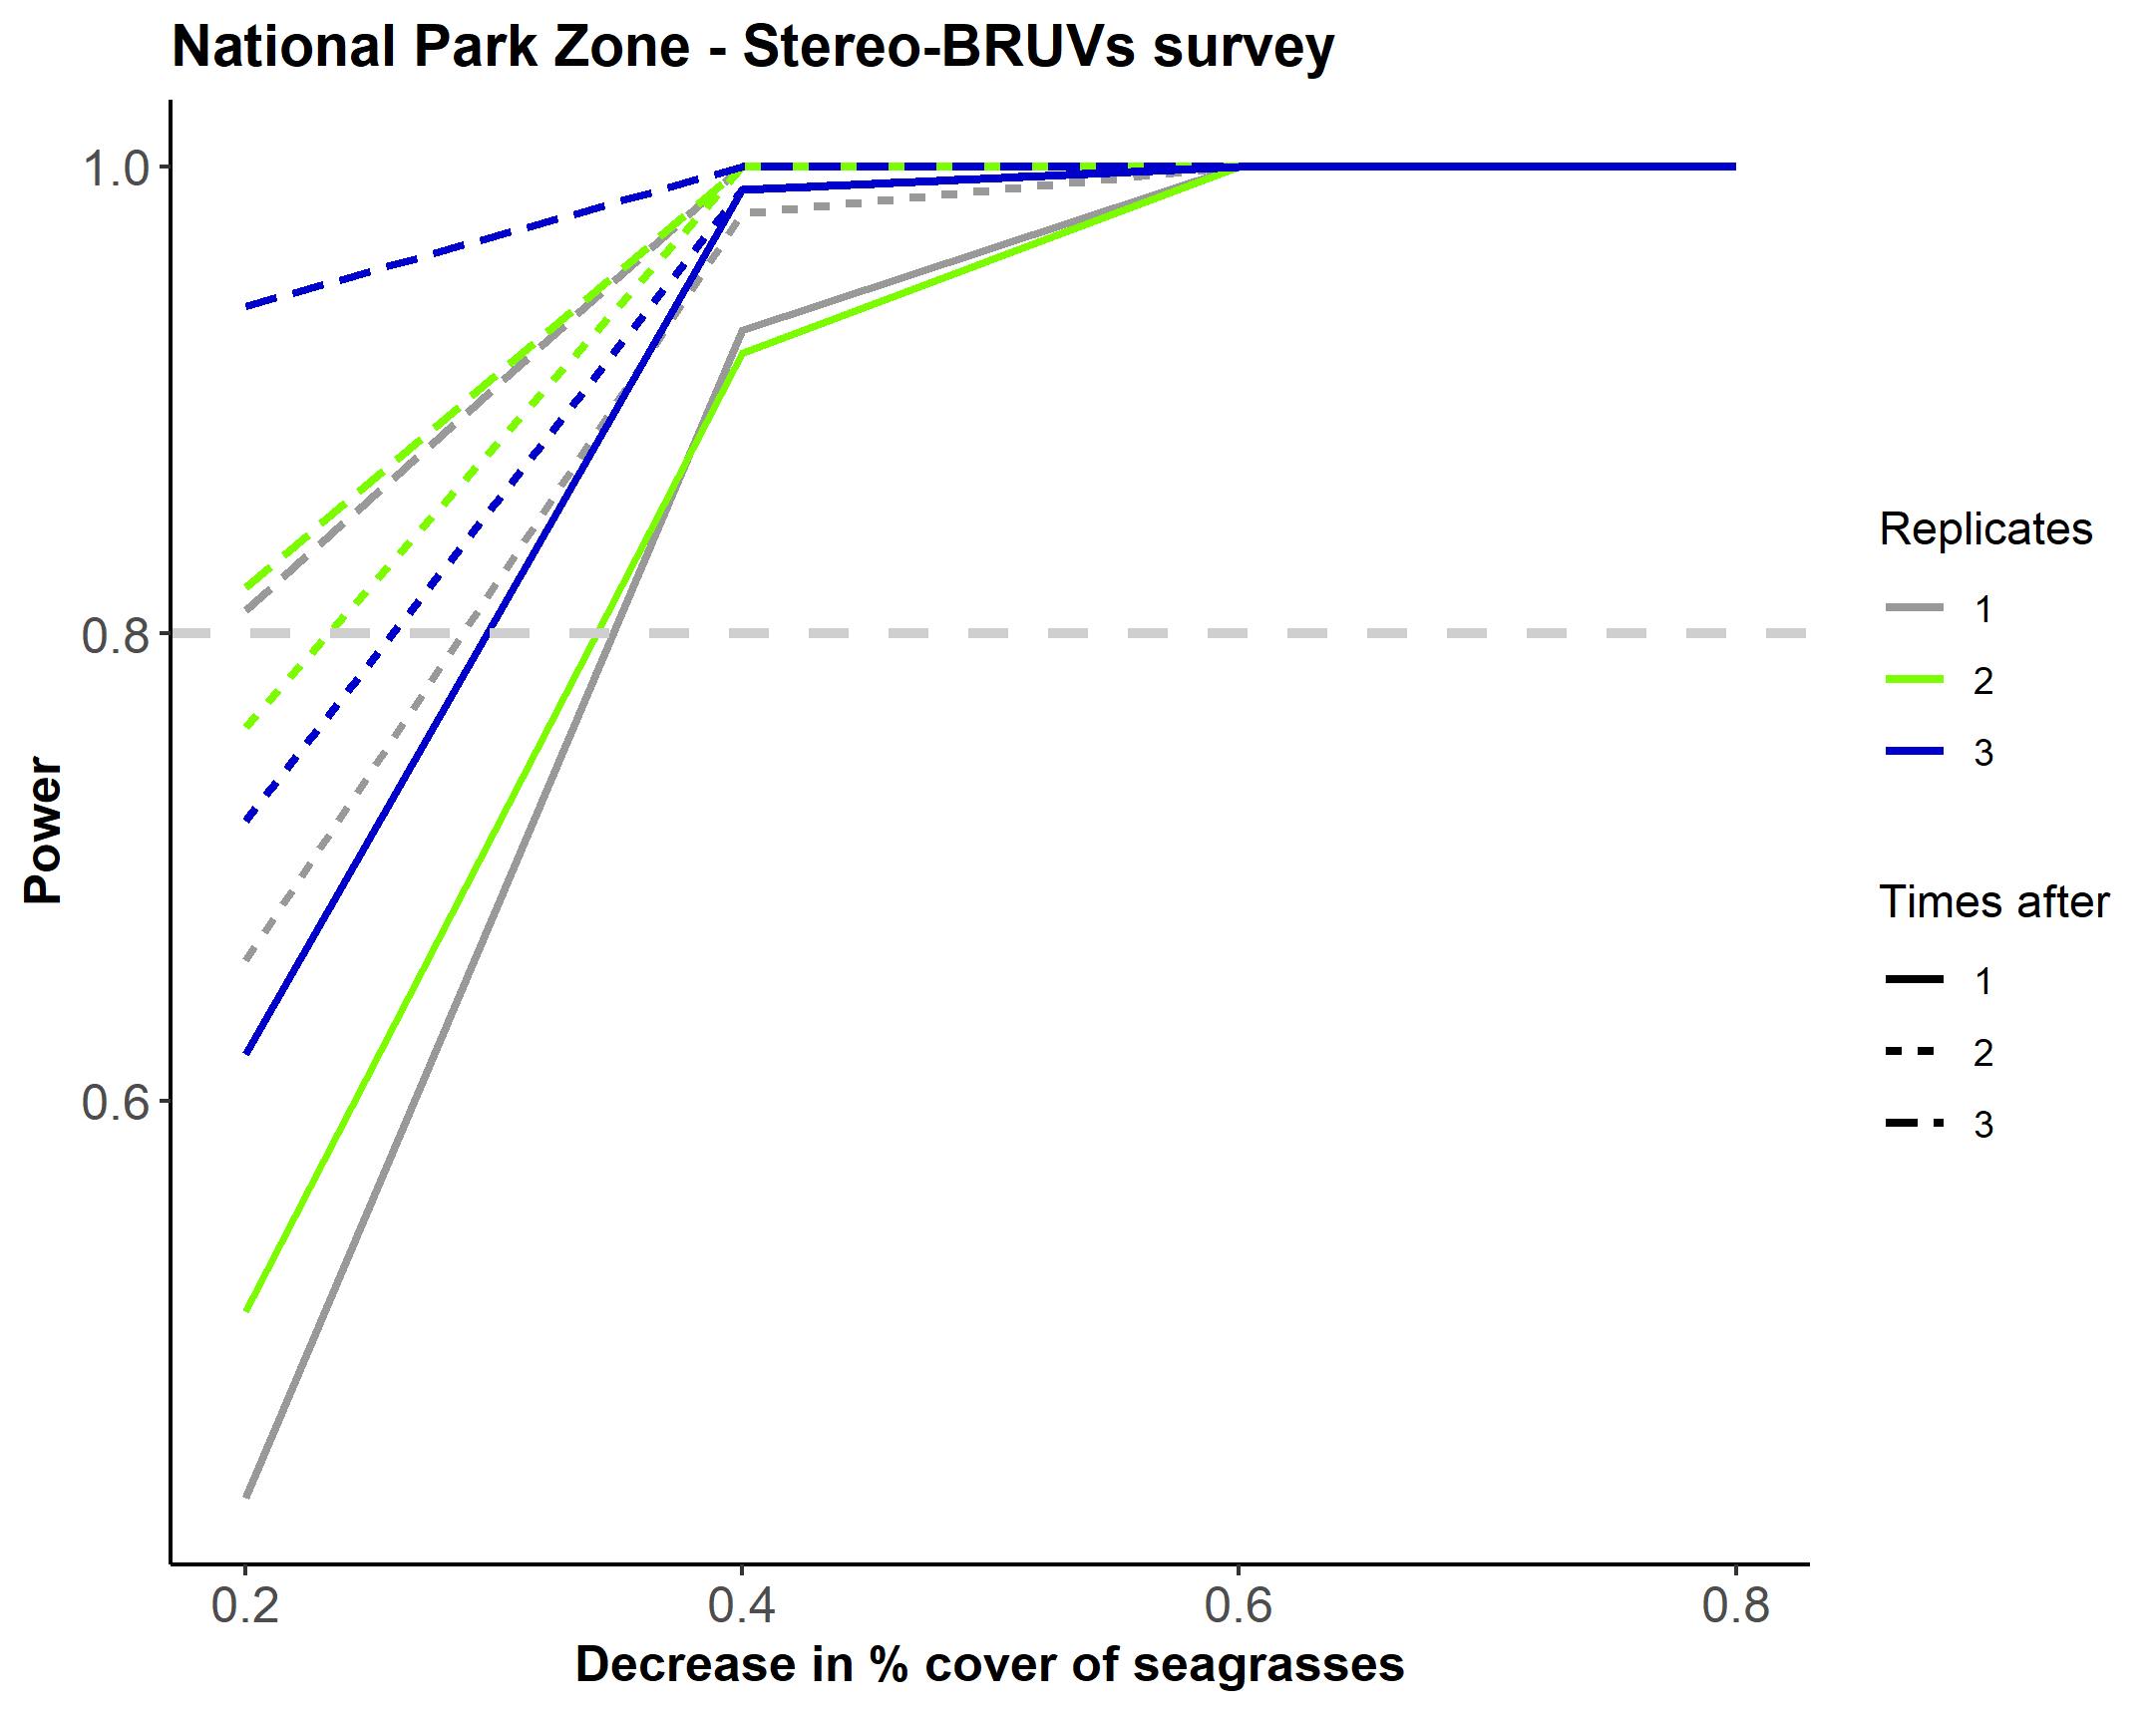 National Park Zone - Stereo-BRUVs survey
1.0
0.8
0.6
Power
0.2 0.4 0.6 0.8
Decrease in % cover of seagrasses
Replicates
1
2
3
Times after
1
2
3